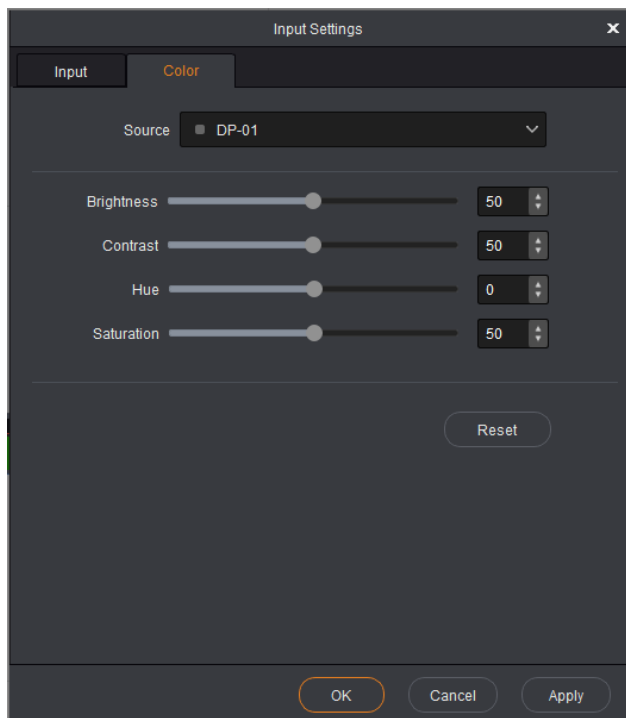 Input Settings
Input Color
Source DP-01
Brightness 50
Contrast 50
Hue 0
Saturation 50
Reset
OK Cancel Apply